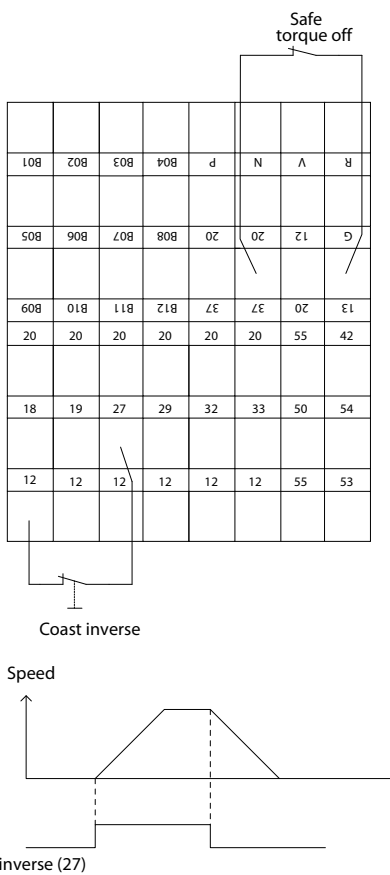 Safe
torque off
B01 B02 B03 B04 P N V R
B05 B06 B07 B08 20 20 12 G
B09 B10 B11 B12 37 37 20 13
20 20 20 20 20 20 55 42
18 19 27 29 32 33 50 54
12 12 12 12 12 12 55 53
Coast inverse
Speed
inverse (27)